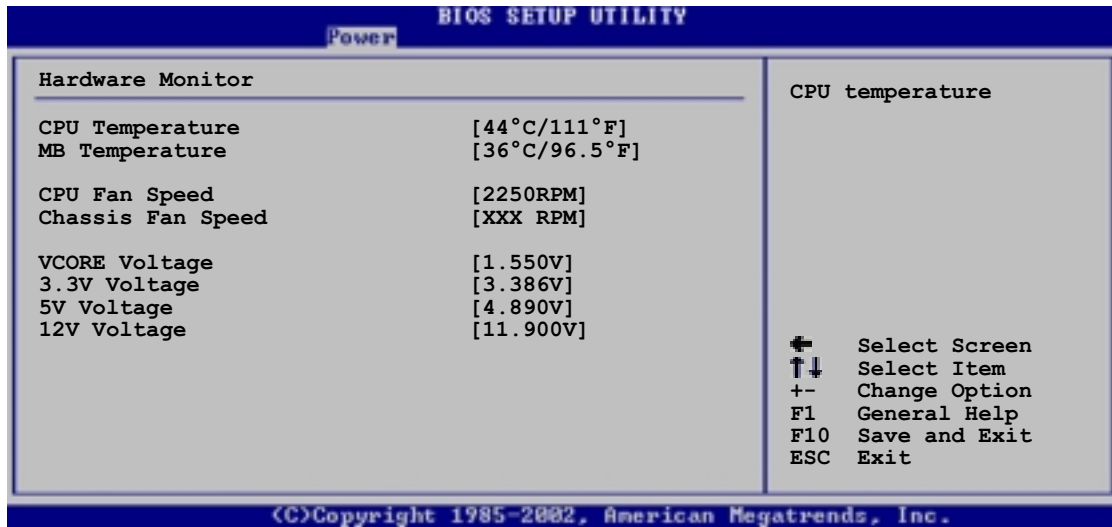 BIOS SETUP UTILITY
Power
Hardware Monitor
CPU Temperature [44°C/111°F]
MB Temperature [36°C/96.5°F]
CPU Fan Speed [2250RPM]
Chassis Fan Speed [XXX RPM]
VCORE Voltage [1.550V]
3.3V Voltage [3.386V]
5V Voltage [4.890V]
12V Voltage [11.900V]
CPU temperature
← Select Screen
↑↓ Select Item
+- Change Option
F1 General Help
F10 Save and Exit
ESC Exit
(C)Copyright 1985-2002, American Megatrends, Inc.